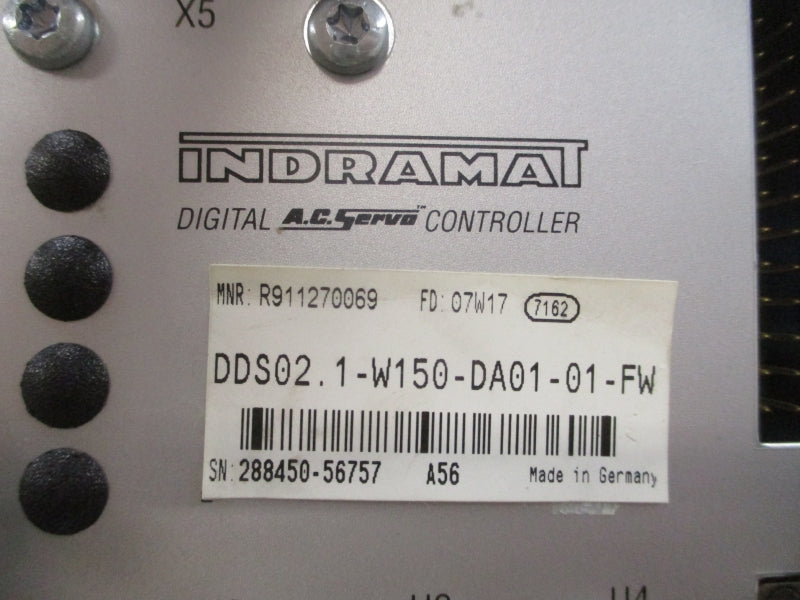 X5
INDRAMAT
DIGITAL A.C. Servo™ CONTROLLER
MNR: R911270069 FD: 07W17 7162
DDS02.1-W150-DA01-01-FW
SN: 288450-56757 A56 Made in Germany